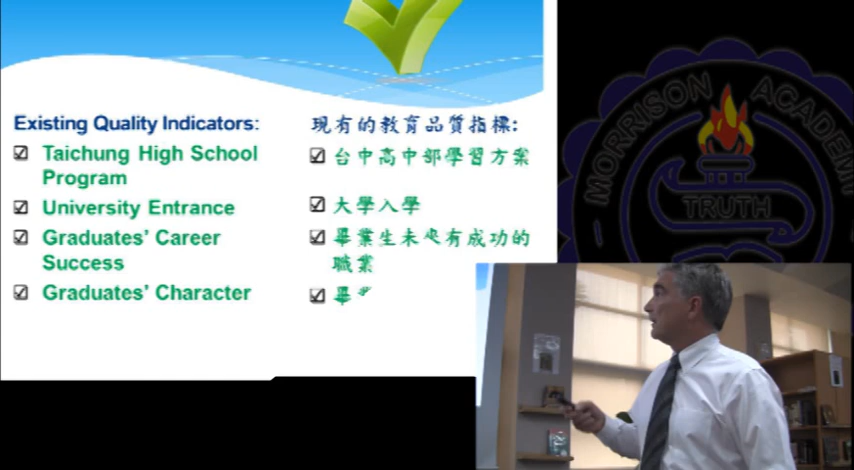 Existing Quality Indicators:
Taichung High School
Program
University Entrance
Graduates' Career
Success
Graduates' Character
現有的教育品質指標:
台中高中部學習方案
大學入學
畢業生未來有成功的
職業
畢
MORRISON ACADEM
TRUTH